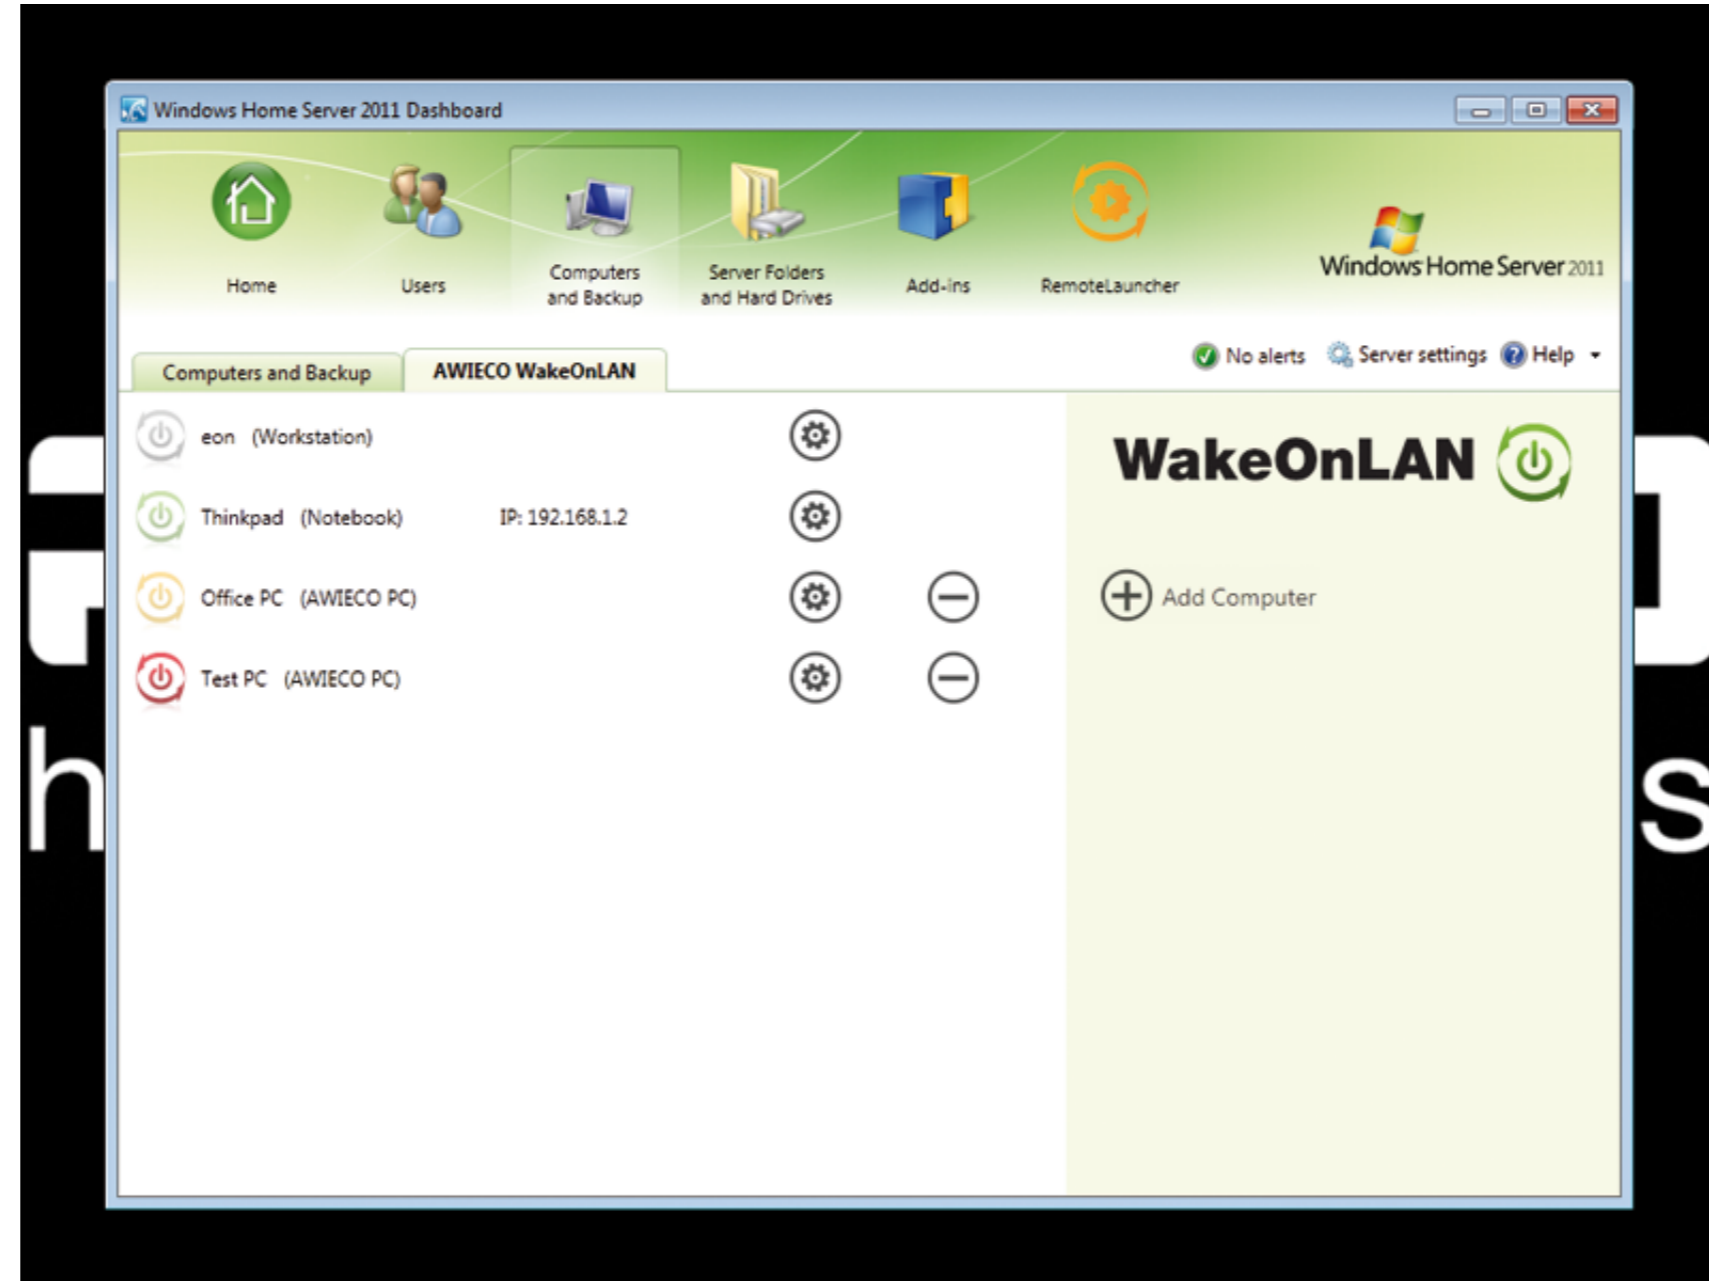 Windows Home Server 2011 Dashboard
Home
Users
Computers
and Backup
Server Folders
and Hard Drives
Add-ins
RemoteLauncher
Windows Home Server 2011
Computers and Backup
AWIECO WakeOnLAN
No alerts
Server settings
Help
eon (Workstation)
Thinkpad (Notebook) IP: 192.168.1.2
Office PC (AWIECO PC)
Test PC (AWIECO PC)
WakeOnLAN
Add Computer
h
s